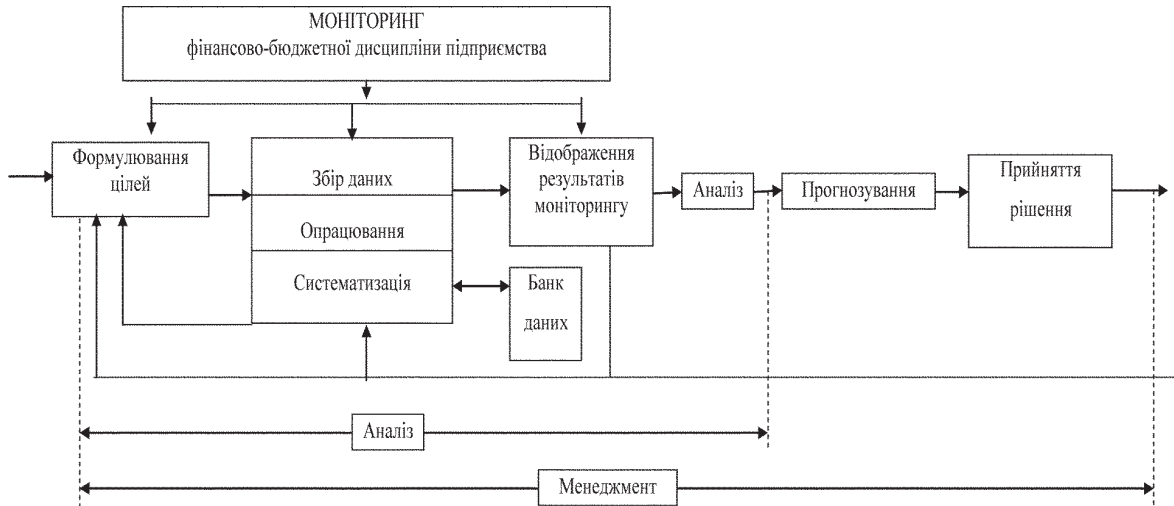 МОНІТОРИНГ
фінансово-бюджетної дисципліни підприємства
Формулювання
цілей
Збір даних
Опрацювання
Систематизація
Відображення
результатів
моніторингу
Банк
даних
Аналіз
Прогнозування
Прийняття
рішення
Аналіз
Менеджмент